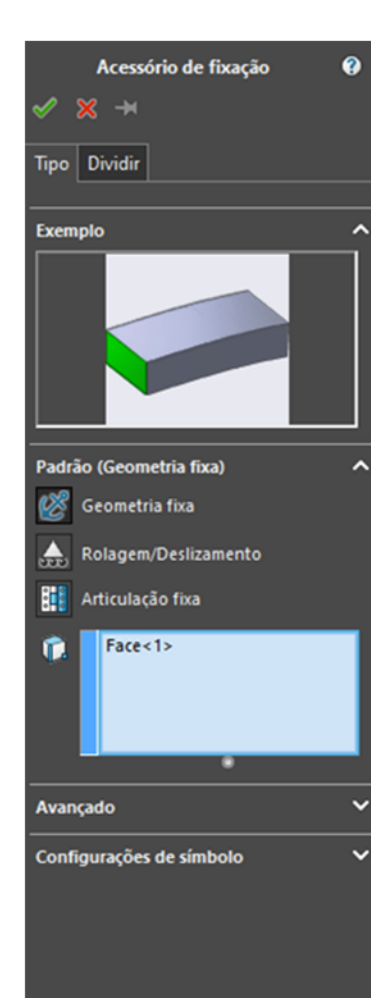 Acessório de fixação
Tipo Dividir
Exemplo
Padrão (Geometria fixa)
Geometria fixa
Rolagem/Deslizamento
Articulação fixa
Face<1>
Avançado
Configurações de símbolo